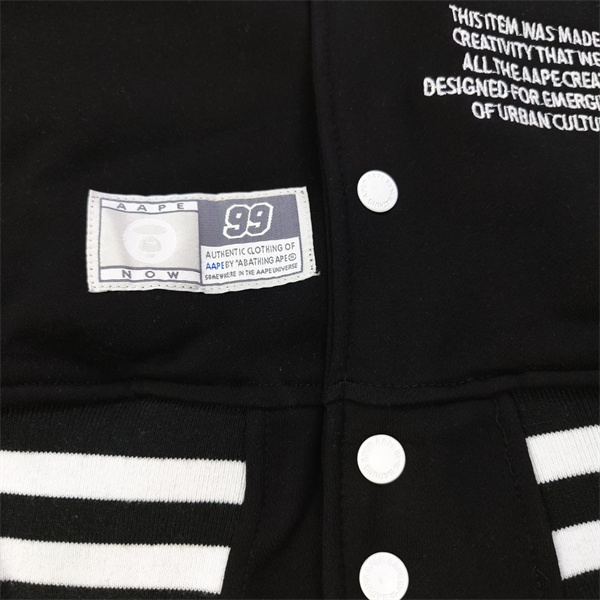 THIS ITEM WAS MADE
CREATIVITY THAT WE
ALL THE AAPE CREA
DESIGNED FOR EMERGI
OF URBAN CULTU
AAPE
NOW
99
AUTHENTIC CLOTHING OF
AAPE BY *A BATHING APE®
SOMEWHERE IN THE AAPE UNIVERSE